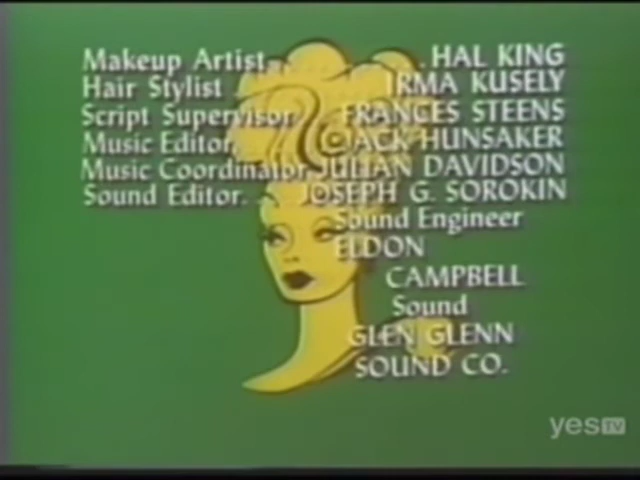 Makeup Artist. HAL KING
Hair Stylist IRMA KUSELY
Script Supervisor FRANCES STEENS
Music Editor. JACK HUNSAKER
Music Coordinator JULIAN DAVIDSON
Sound Editor. JOSEPH G. SOROKIN
Sound Engineer
ELDON
CAMPBELL
Sound
GLEN GLENN
SOUND CO.
yes TV